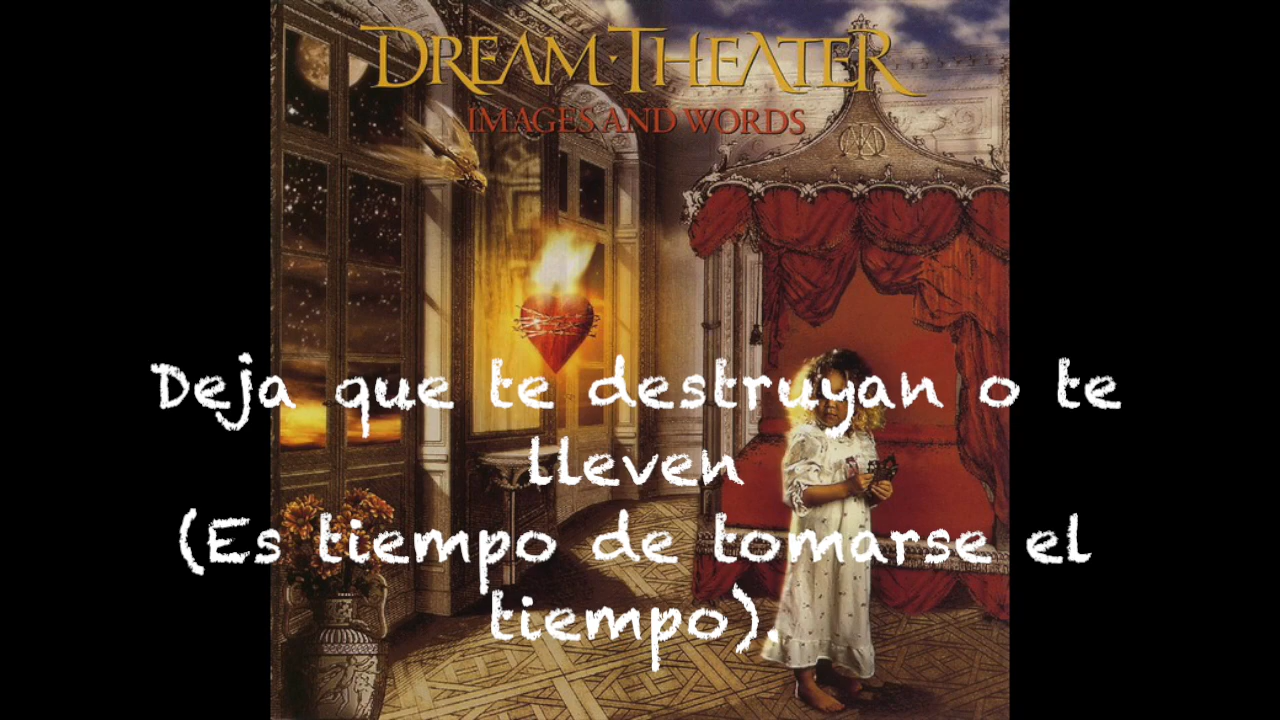 DREAM·THEATER
IMAGES AND WORDS
Deja que te destruyan o te
lleven
(Es tiempo de tomarse el
tiempo).